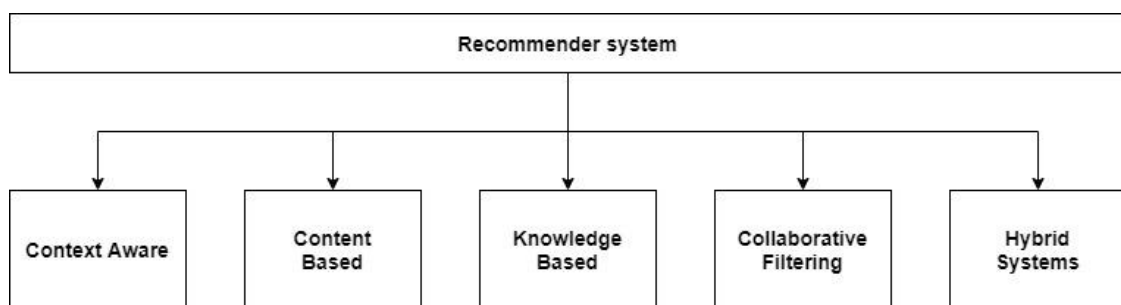 Recommender system
Context Aware
Content
Based
Knowledge
Based
Collaborative
Filtering
Hybrid
Systems